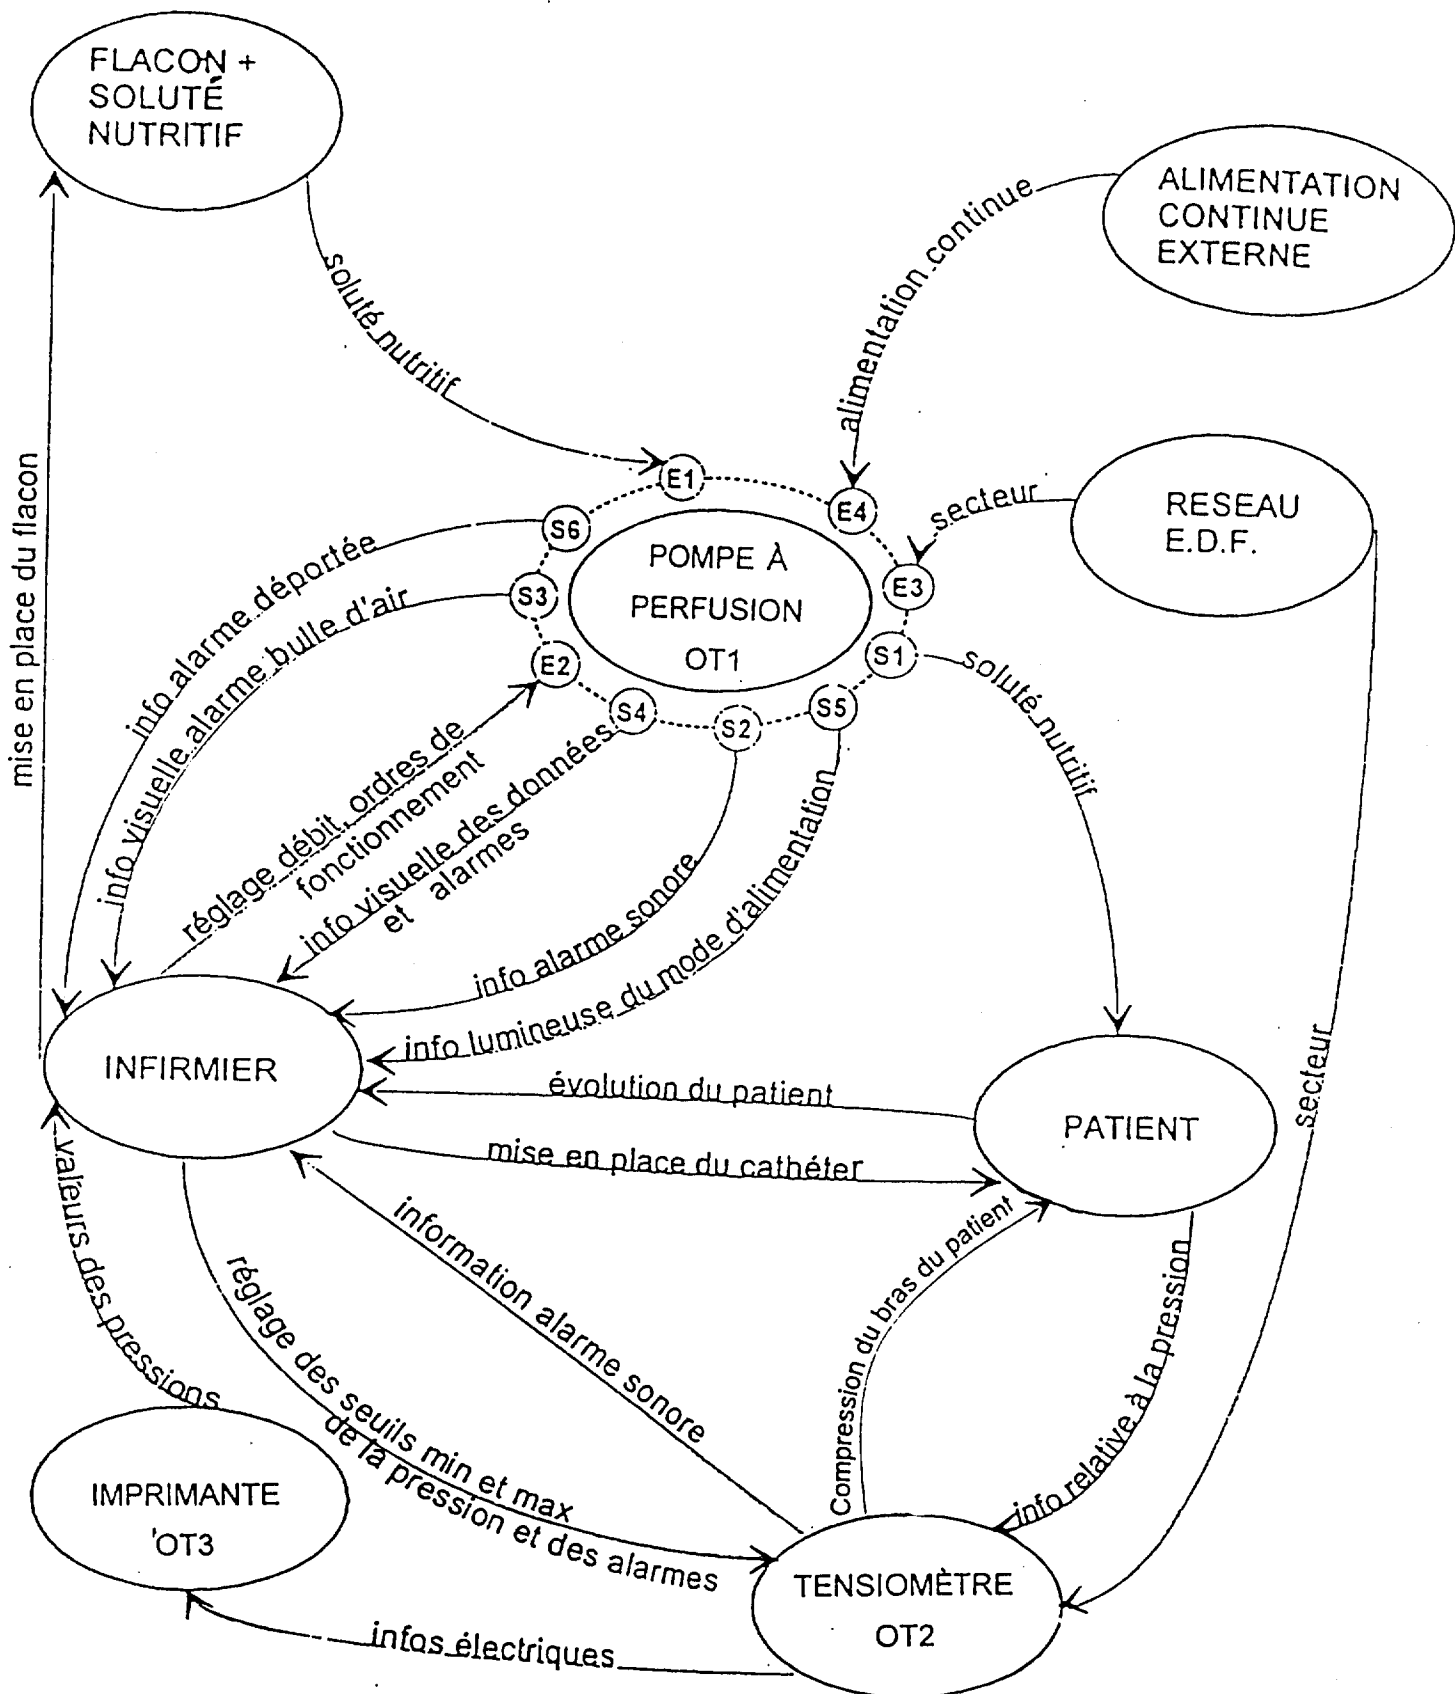 FLACON +
SOLUTÉ
NUTRITIF
ALIMENTATION
CONTINUE
EXTERNE
alimentation continue
soluté nutritif
mise en place du flacon
E1
E4
secteur
RESEAU
E.D.F.
S6
S3
E2
S4
S2
S5
S1
E3
POMPE À
PERFUSION
OT1
info alarme déportée
info visuelle alarme bulle d'air
réglage débit, ordres de
fonctionnement
info visuelle des données
et alarmes
info alarme sonore
info lumineuse du mode d'alimentation
soluté nutritif
secteur
INFIRMIER
évolution du patient
mise en place du cathéter
PATIENT
valeurs des pressions
réglage des seuils min et max
de la pression et des alarmes
information alarme sonore
Compression du bras du patient
info relative à la pression
IMPRIMANTE
'OT3
TENSIOMÈTRE
OT2
infos électriques